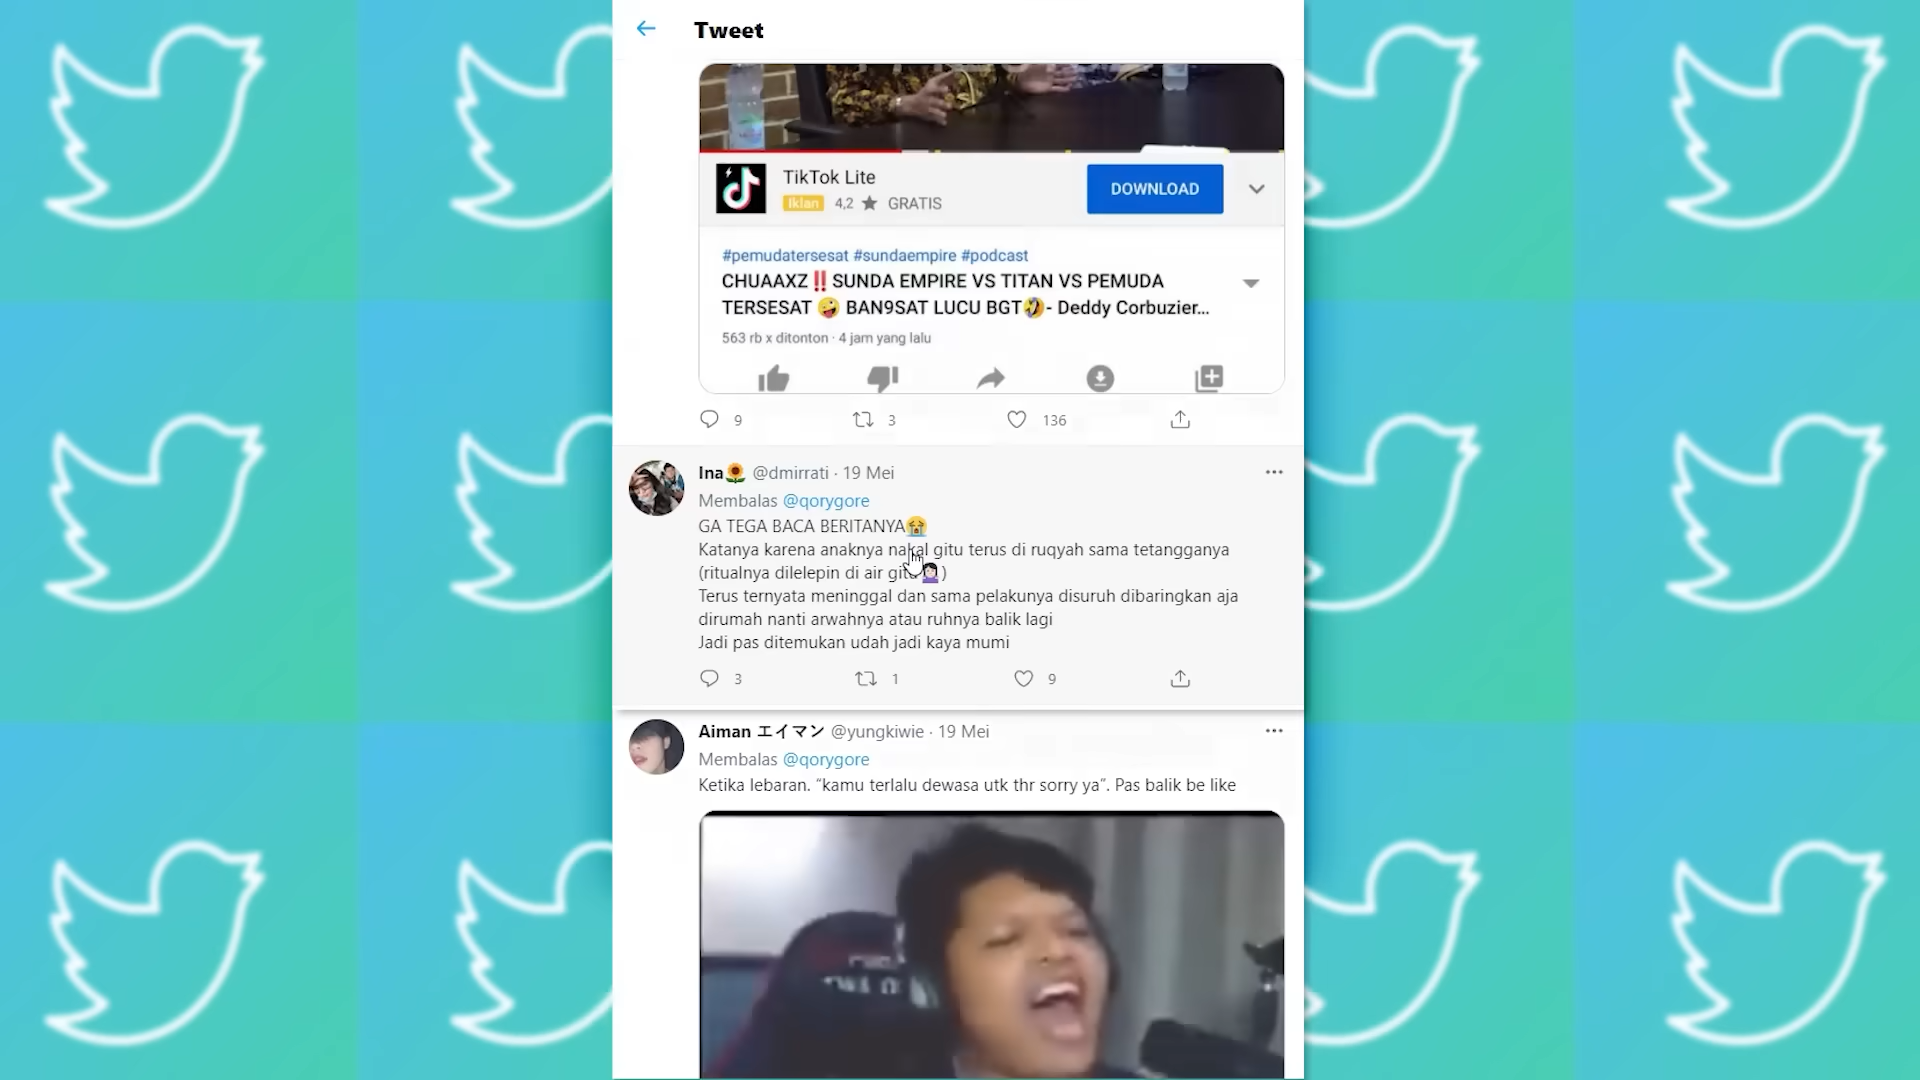 Tweet
TikTok Lite
DOWNLOAD
Iklan 4,2 ★ GRATIS
#pemudatersesat #sundaempire #podcast
CHUAAXZ‼️SUNDA EMPIRE VS TITAN VS PEMUDA
TERSESAT 🤪 BAN9SAT LUCU BGT🤣- Deddy Corbuzier...
563 rb x ditonton · 4 jam yang lalu
9 3 136
Ina🌻 @dmirrati · 19 Mei
Membalas @qorygore
GA TEGA BACA BERITANYA😭
Katanya karena anaknya nakal gitu terus di ruqyah sama tetangganya
(ritualnya dilelepin di air gitu🤷🏻‍♀️)
Terus ternyata meninggal dan sama pelakunya disuruh dibaringkan aja
dirumah nanti arwahnya atau ruhnya balik lagi
Jadi pas ditemukan udah jadi kaya mumi
3 1 9
Aiman エイマン @yungkiwie · 19 Mei
Membalas @qorygore
Ketika lebaran. “kamu terlalu dewasa utk thr sorry ya”. Pas balik be like